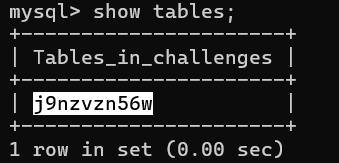 mysql> show tables;
+----------------------+
| Tables_in_challenges |
+----------------------+
| j9nzvzn56w           |
+----------------------+
1 row in set (0.00 sec)